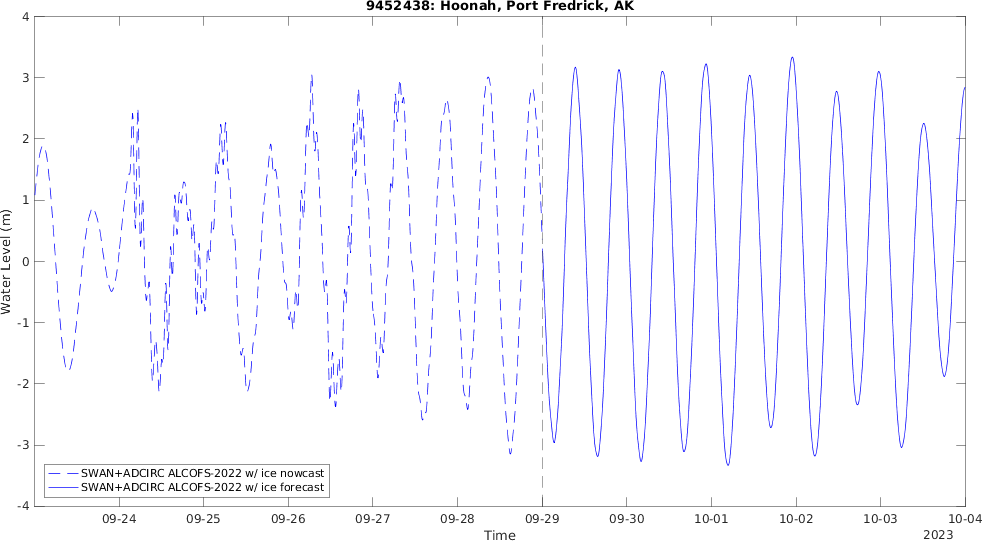 9452438: Hoonah, Port Fredrick, AK
4
3
2
1
0
-1
-2
-3
-4
Water Level (m)
SWAN+ADCIRC ALCOFS-2022 w/ ice nowcast
SWAN+ADCIRC ALCOFS-2022 w/ ice forecast
09-24 09-25 09-26 09-27 09-28 09-29 09-30 10-01 10-02 10-03 10-04
Time
2023